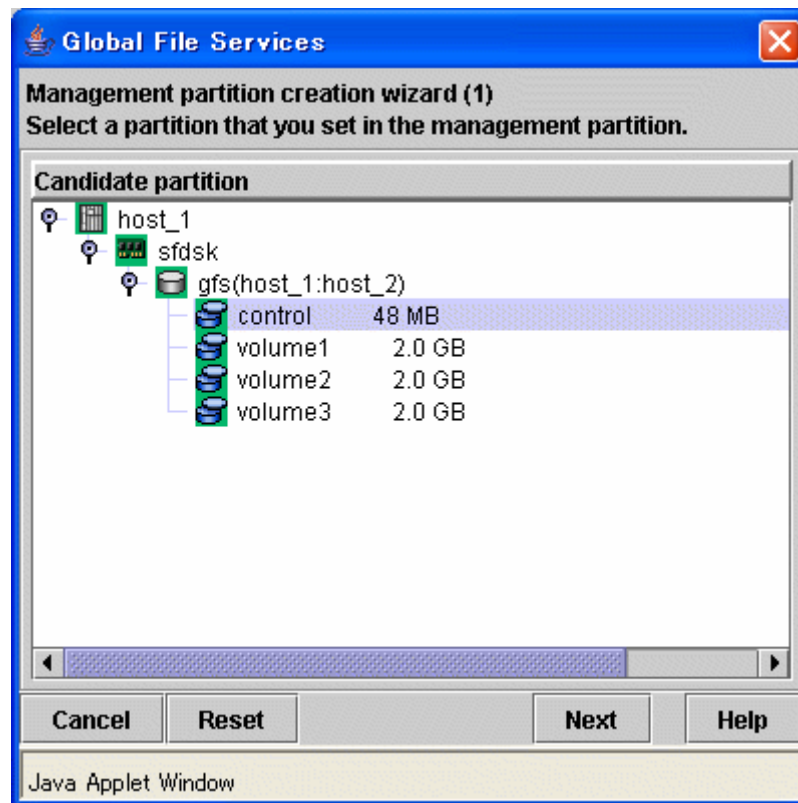 Global File Services
Management partition creation wizard (1)
Select a partition that you set in the management partition.
Candidate partition
host_1
sfdsk
gfs(host_1:host_2)
control 48 MB
volume1 2.0 GB
volume2 2.0 GB
volume3 2.0 GB
Cancel Reset Next Help
Java Applet Window